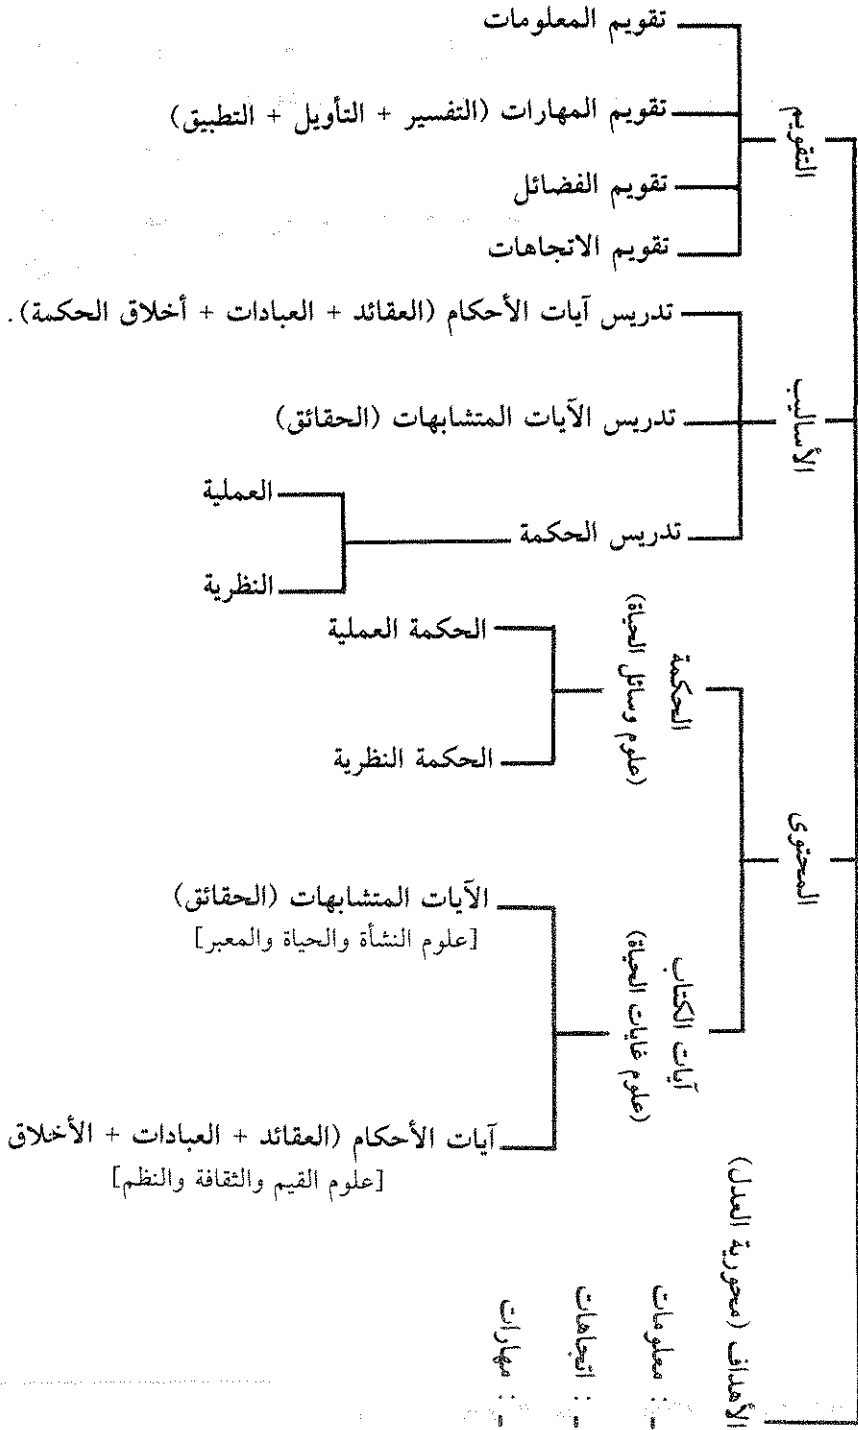 تقويم المعلومات
تقويم المهارات (التفسير + التأويل + التطبيق)
التقويم
تقويم الفضائل
تقويم الاتجاهات
تدريس آيات الأحكام (العقائد + العبادات + أخلاق الحكمة).
الأساليب
تدريس الآيات المتشابهات (الحقائق)
تدريس الحكمة
العملية
النظرية
المحتوى
الحكمة
(علوم وسائل الحياة)
الحكمة العملية
الحكمة النظرية
آيات الكتاب
(علوم غايات الحياة)
الآيات المتشابهات (الحقائق)
[علوم النشأة والحياة والمعبر]
آيات الأحكام (العقائد + العبادات + الأخلاق
[علوم القيم والثقافة والنظم]
الأهداف (محورية العدل)
- : معلومات
- : اتجاهات
- : مهارات